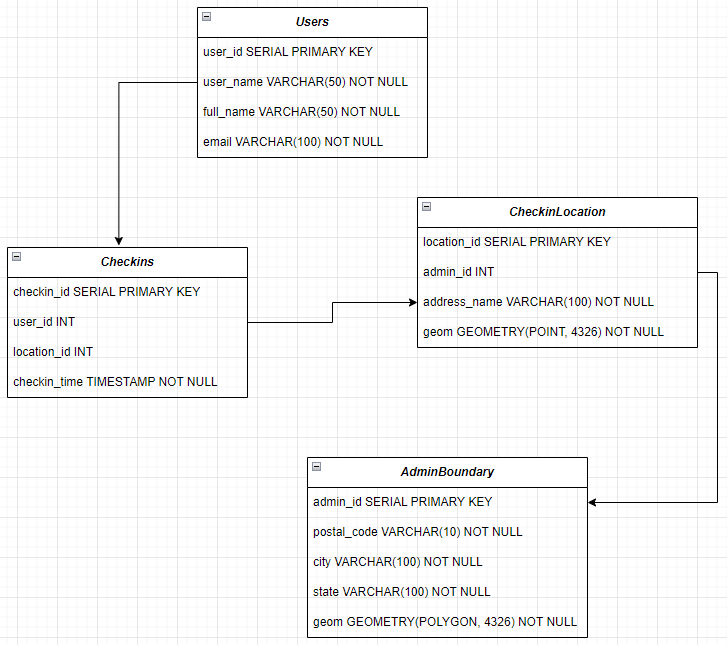 Users
user_id SERIAL PRIMARY KEY
user_name VARCHAR(50) NOT NULL
full_name VARCHAR(50) NOT NULL
email VARCHAR(100) NOT NULL
CheckinLocation
location_id SERIAL PRIMARY KEY
admin_id INT
address_name VARCHAR(100) NOT NULL
geom GEOMETRY(POINT, 4326) NOT NULL
Checkins
checkin_id SERIAL PRIMARY KEY
user_id INT
location_id INT
checkin_time TIMESTAMP NOT NULL
AdminBoundary
admin_id SERIAL PRIMARY KEY
postal_code VARCHAR(10) NOT NULL
city VARCHAR(100) NOT NULL
state VARCHAR(100) NOT NULL
geom GEOMETRY(POLYGON, 4326) NOT NULL